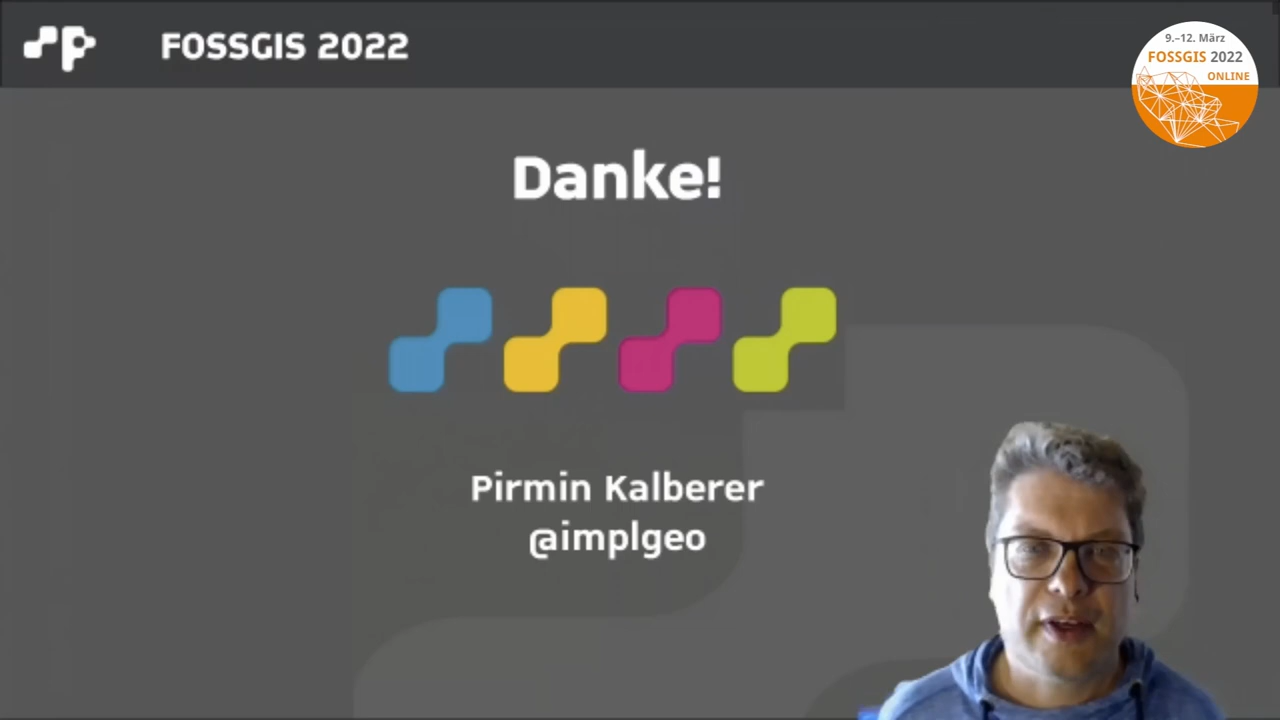 FOSSGIS 2022
9.–12. März
FOSSGIS 2022
ONLINE
Danke!
Pirmin Kalberer
@implgeo